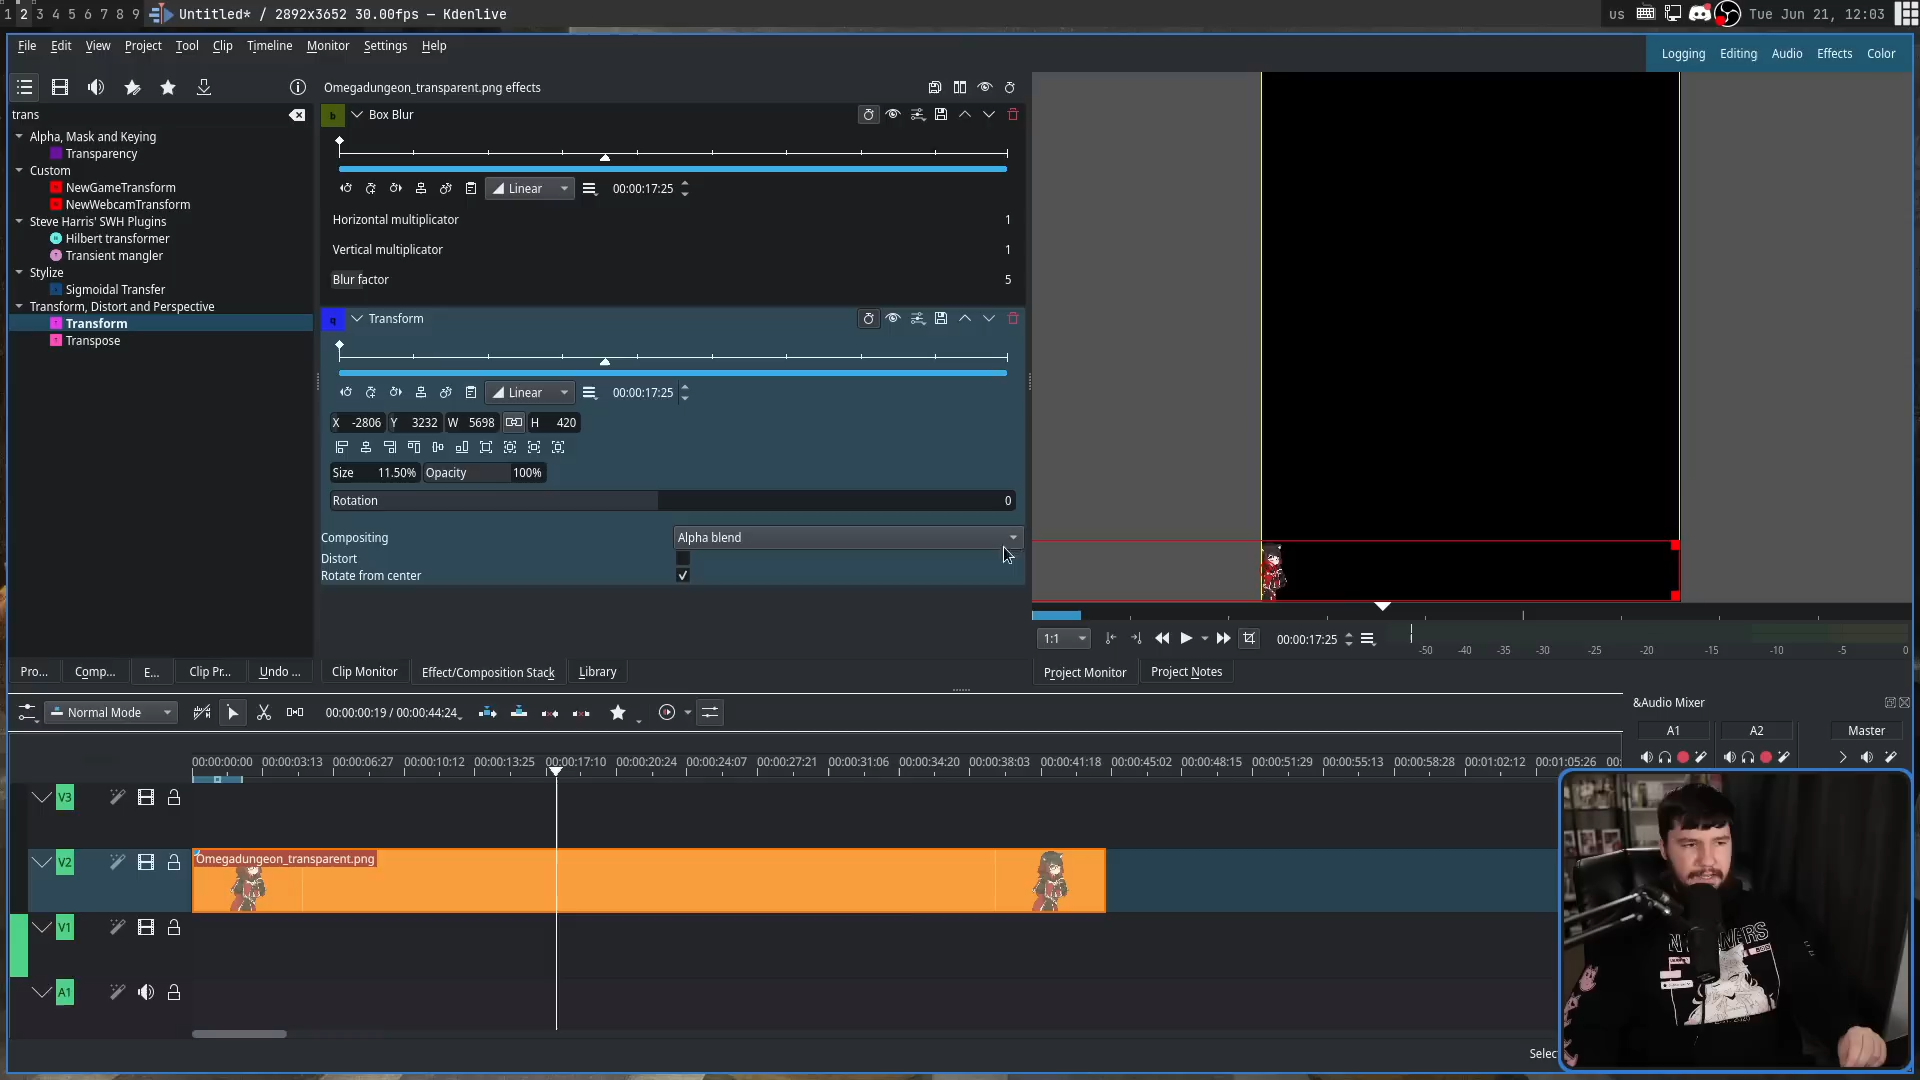 1 2 3 4 5 6 7 8 9 Untitled* / 2892x3652 30.00fps — Kdenlive us Tue Jun 21, 12:03
File Edit View Project Tool Clip Timeline Monitor Settings Help
Logging Editing Audio Effects Color
Omegadungeon_transparent.png effects
trans
Alpha, Mask and Keying
Transparency
Custom
NewGameTransform
NewWebcamTransform
Steve Harris' SWH Plugins
Hilbert transformer
Transient mangler
Stylize
Sigmoidal Transfer
Transform, Distort and Perspective
Transform
Transpose
b Box Blur
Linear 00:00:17:25
Horizontal multiplicator 1
Vertical multiplicator 1
Blur factor 5
q Transform
Linear 00:00:17:25
X -2806 Y 3232 W 5698 H 420
Size 11.50% Opacity 100%
Rotation 0
Compositing Alpha blend
Distort
Rotate from center
1:1 00:00:17:25
-50 -40 -35 -30 -25 -20 -15 -10 -5 0
Pro... Comp... E... Clip Pr... Undo ... Clip Monitor Effect/Composition Stack Library Project Monitor Project Notes
Normal Mode 00:00:00:19 / 00:00:44:24
&Audio Mixer
A1 A2 Master
00:00:00:00 00:00:03:13 00:00:06:27 00:00:10:12 00:00:13:25 00:00:17:10 00:00:20:24 00:00:24:07 00:00:27:21 00:00:31:06 00:00:34:20 00:00:38:03 00:00:41:18 00:00:45:02 00:00:48:15 00:00:51:29 00:00:55:13 00:00:58:28 00:01:02:12 00:01:05:26 00:
V3
V2
Omegadungeon_transparent.png
V1
A1
Selec